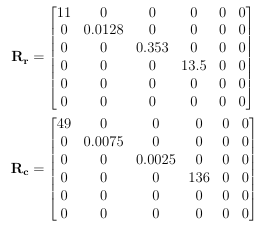 11 0 0 0 0 0
0 0.0128 0 0 0 0
0 0 0.353 0 0 0
R_r = 0 0 0 13.5 0 0
0 0 0 0 0 0
0 0 0 0 0 0
49 0 0 0 0 0
0 0.0075 0 0 0 0
0 0 0.0025 0 0 0
R_c = 0 0 0 136 0 0
0 0 0 0 0 0
0 0 0 0 0 0